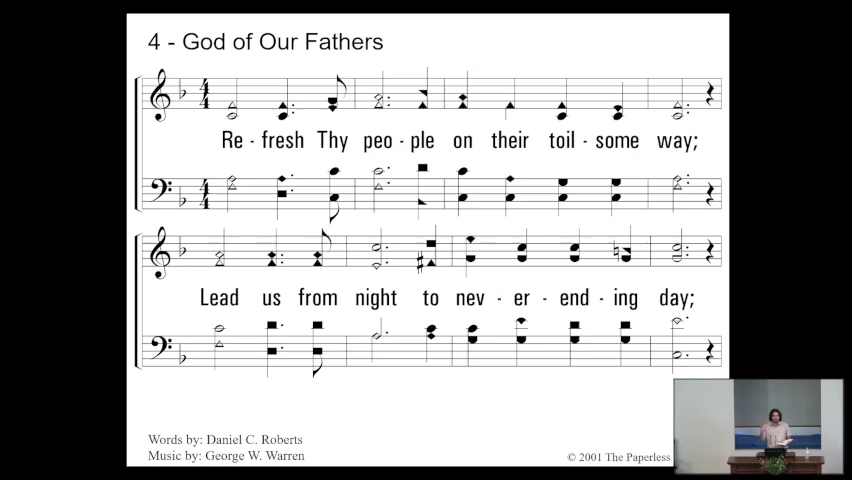 4 - God of Our Fathers
Re - fresh Thy peo - ple on their toil - some way;
Lead us from night to nev - er - end - ing day;
Words by: Daniel C. Roberts
Music by: George W. Warren
© 2001 The Paperless